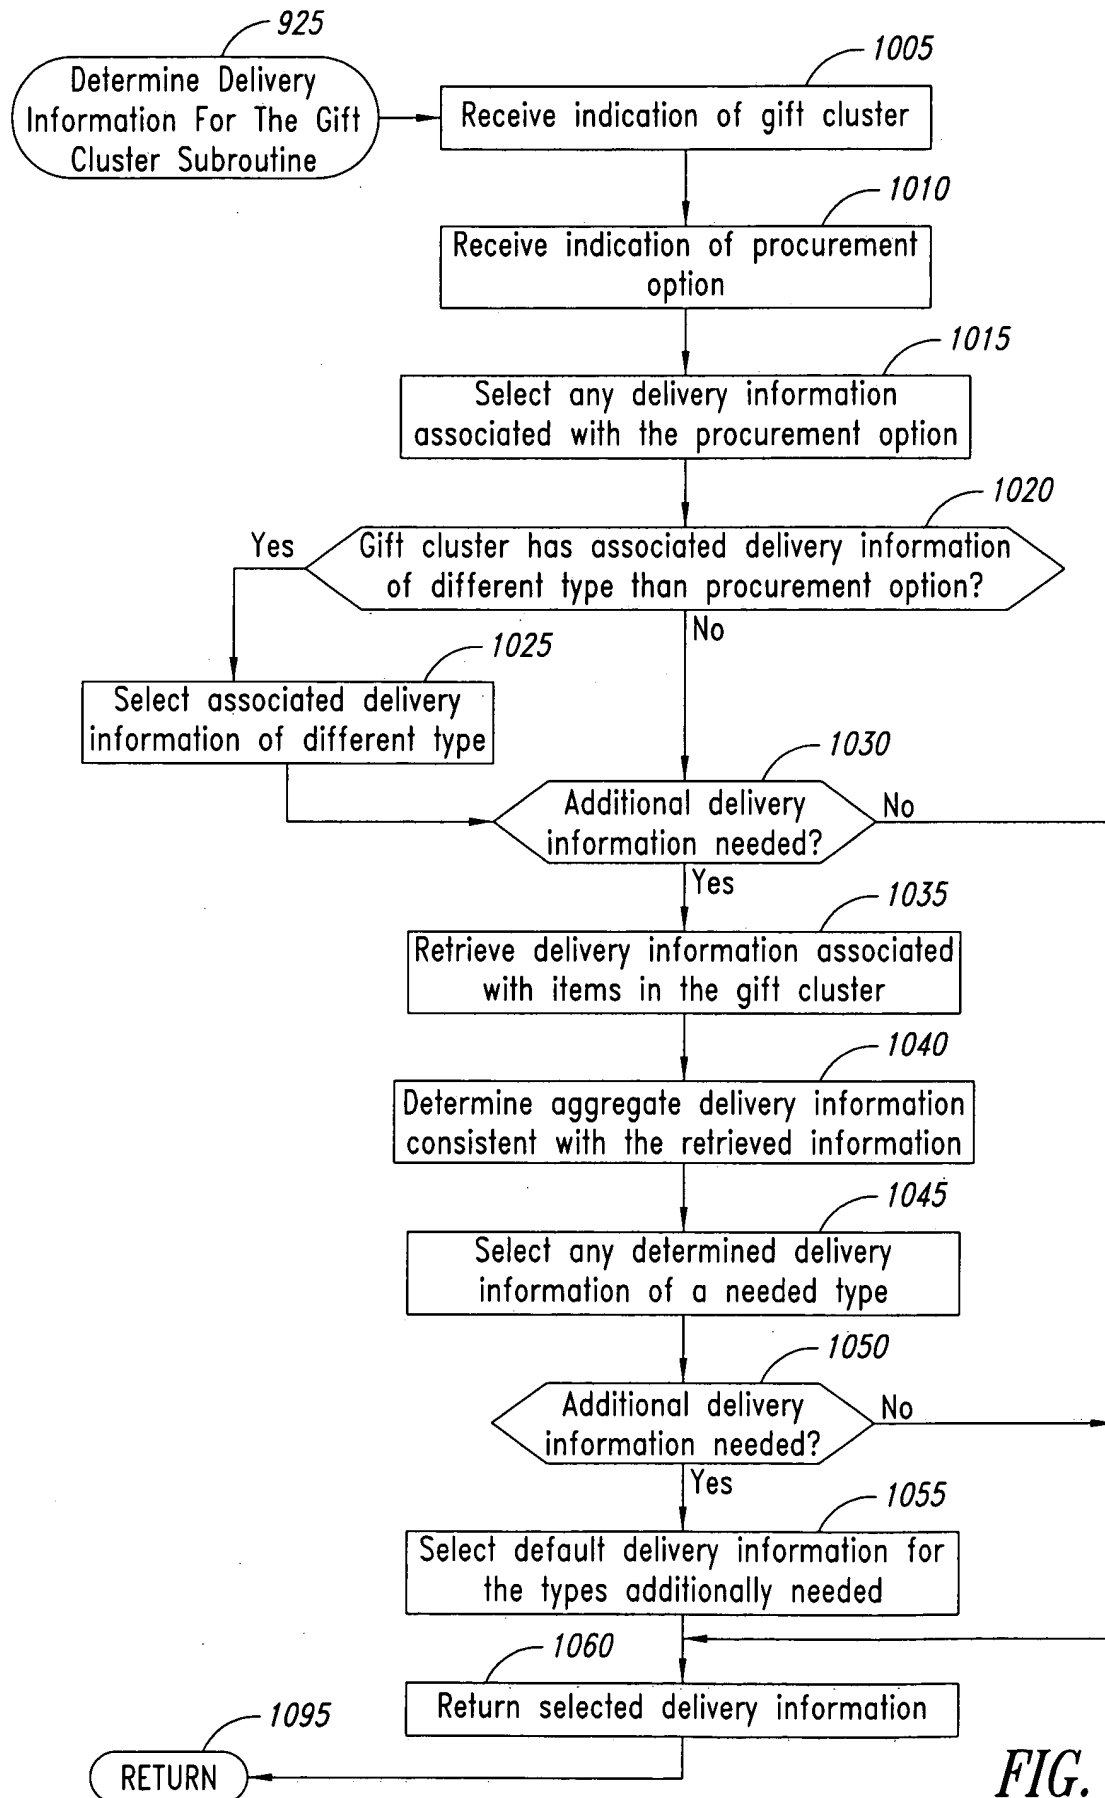 925
Determine Delivery
Information For The Gift
Cluster Subroutine
1005
Receive indication of gift cluster
1010
Receive indication of procurement
option
1015
Select any delivery information
associated with the procurement option
1020
Yes
Gift cluster has associated delivery information
of different type than procurement option?
No
1025
Select associated delivery
information of different type
1030
Additional delivery
information needed?
No
Yes
1035
Retrieve delivery information associated
with items in the gift cluster
1040
Determine aggregate delivery information
consistent with the retrieved information
1045
Select any determined delivery
information of a needed type
1050
Additional delivery
information needed?
No
Yes
1055
Select default delivery information for
the types additionally needed
1060
Return selected delivery information
1095
RETURN
FIG.